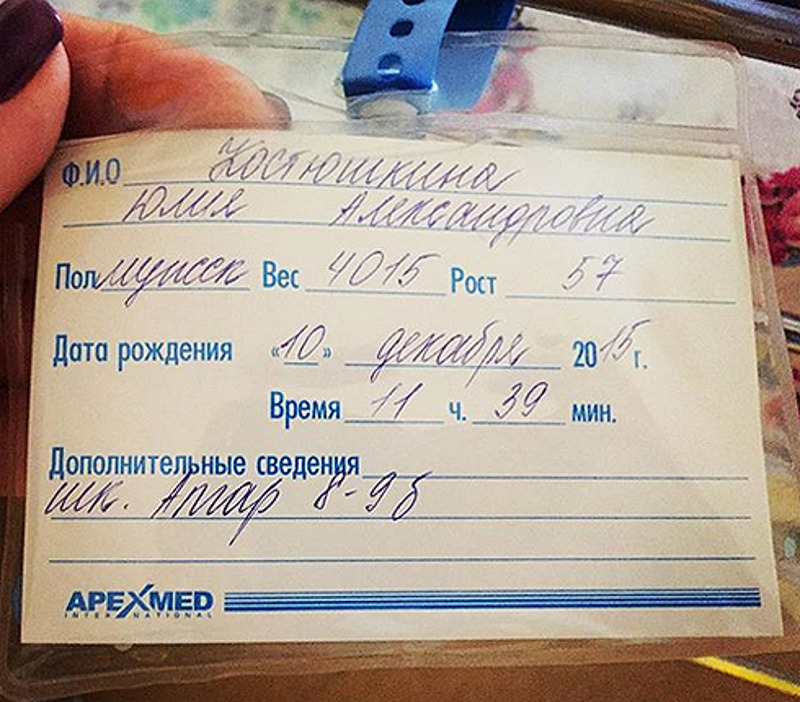 Ф.И.О Костюшкина
Юлия Александровна
Пол мужск Вес 4015 Рост 57
Дата рождения «10» декабря 2015 г.
Время 11 ч. 39 мин.
Дополнительные сведения
шк. Апгар 8-9б
APEXMED
INTERNATIONAL